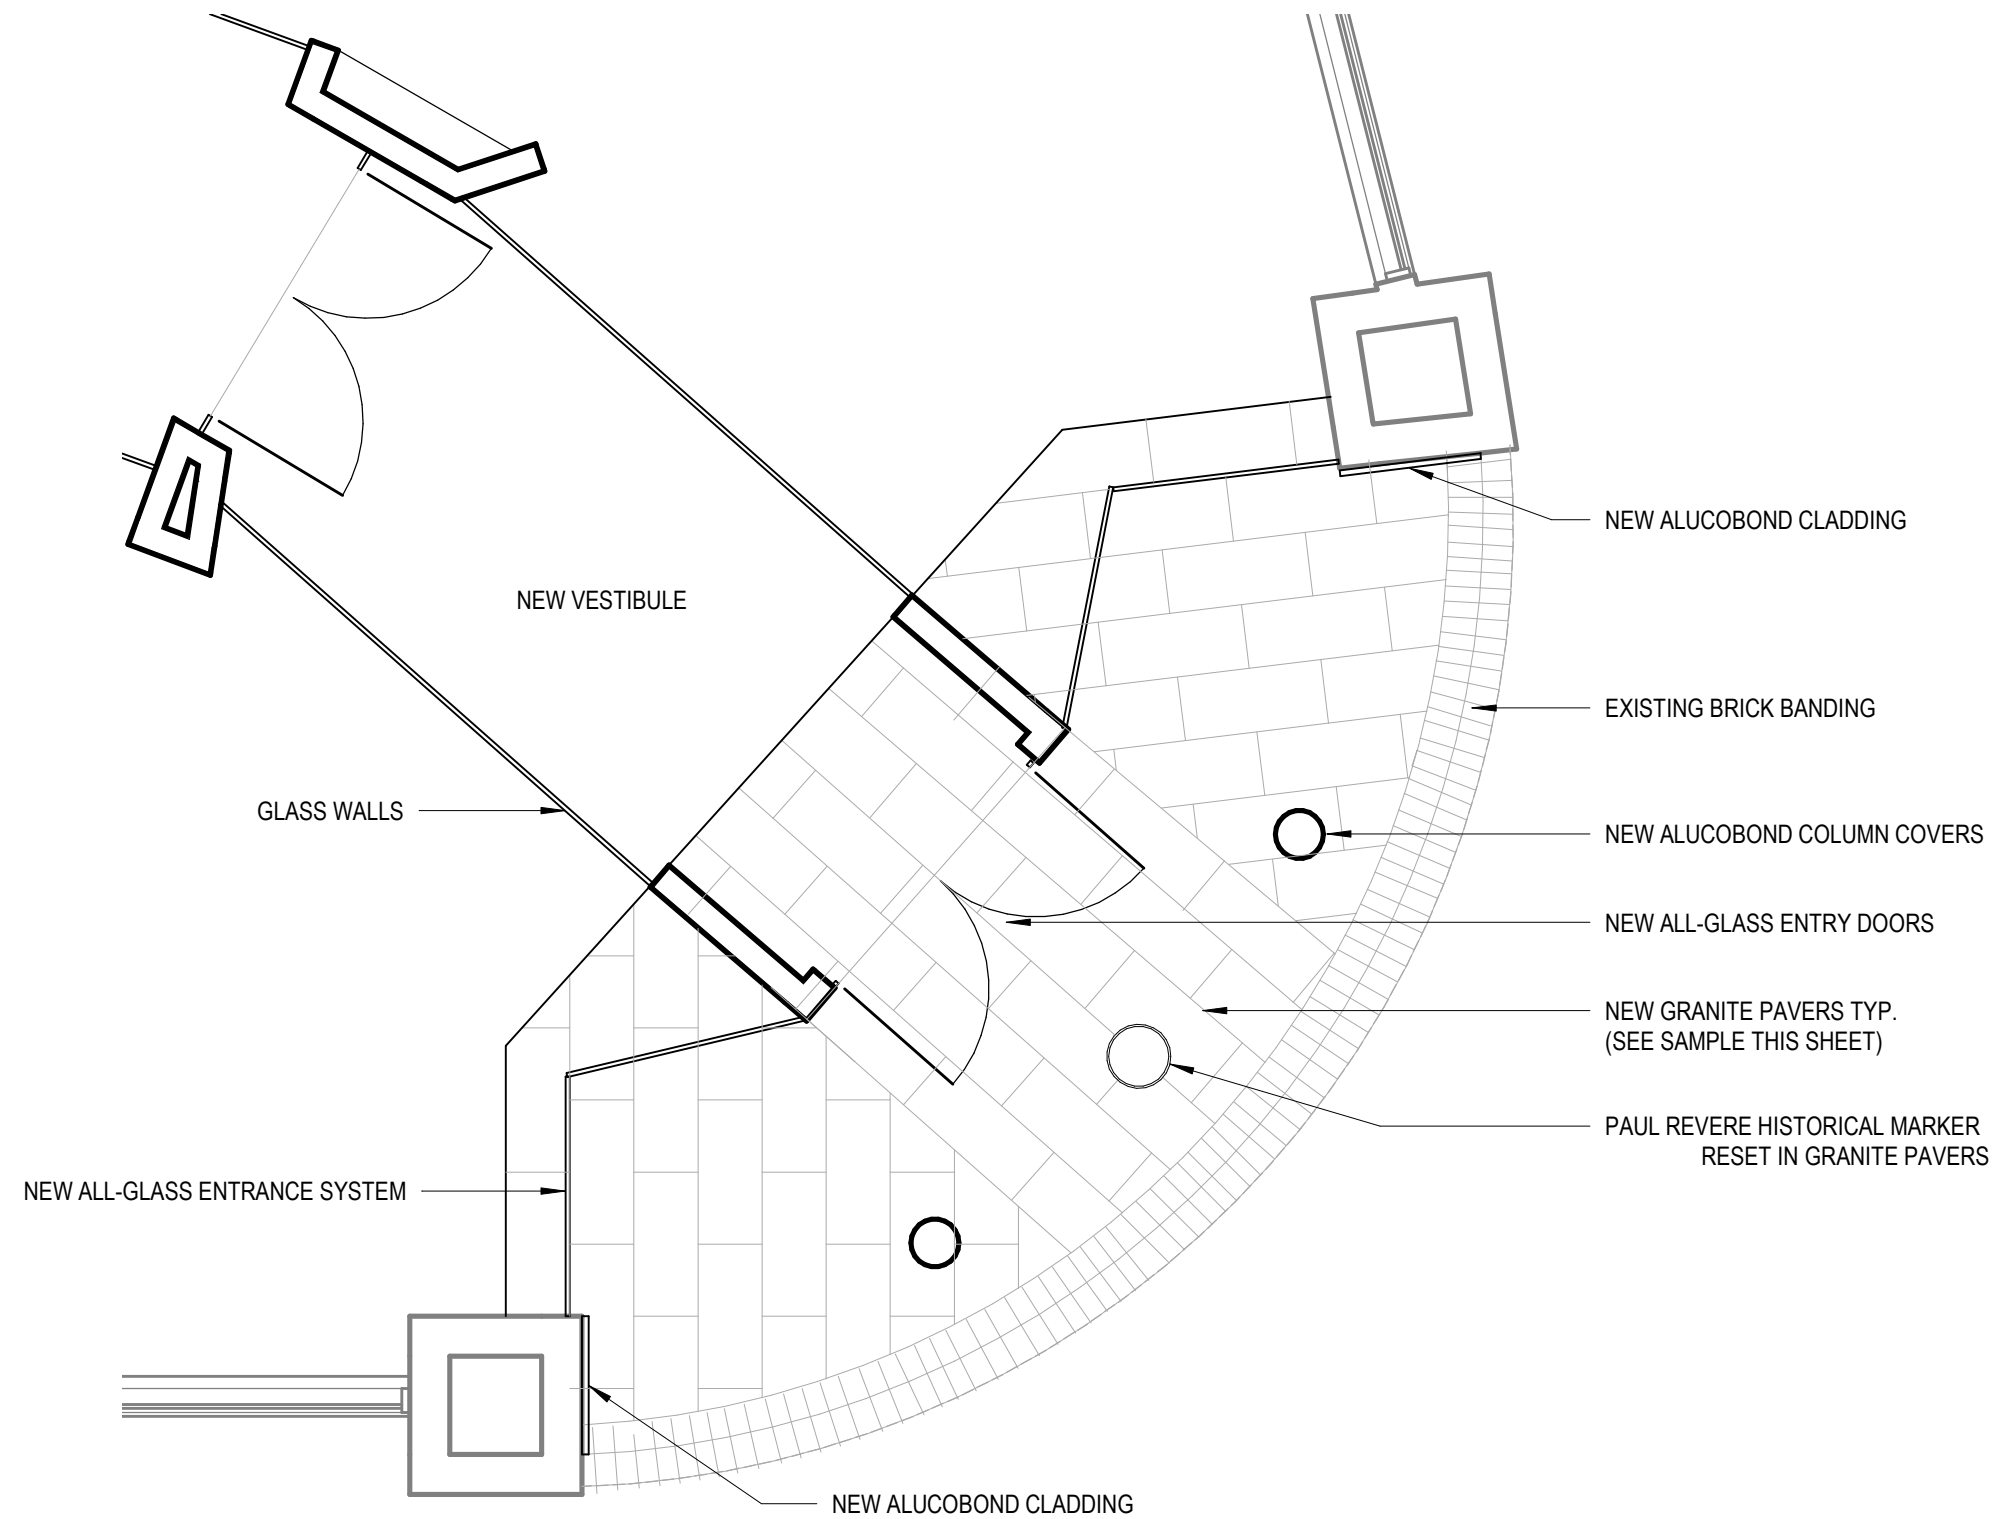 NEW ALUCOBOND CLADDING
NEW VESTIBULE
EXISTING BRICK BANDING
GLASS WALLS
NEW ALUCOBOND COLUMN COVERS
NEW ALL-GLASS ENTRY DOORS
NEW GRANITE PAVERS TYP.
(SEE SAMPLE THIS SHEET)
PAUL REVERE HISTORICAL MARKER
RESET IN GRANITE PAVERS
NEW ALL-GLASS ENTRANCE SYSTEM
NEW ALUCOBOND CLADDING